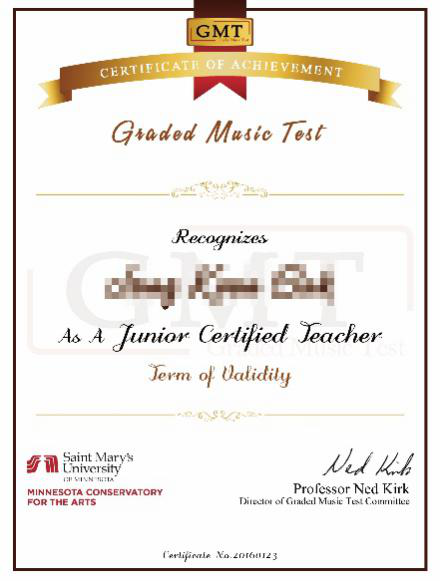 GMT
CERTIFICATE OF ACHIEVEMENT
Graded Music Test
Recognizes
As A Junior Certified Teacher
Term of Validity
GMT
Graded Music Test
Saint Mary's
University
OF MINNESOTA
MINNESOTA CONSERVATORY
FOR THE ARTS
Ned Kirk
Professor Ned Kirk
Director of Graded Music Test Committee
Certificate No.20160123